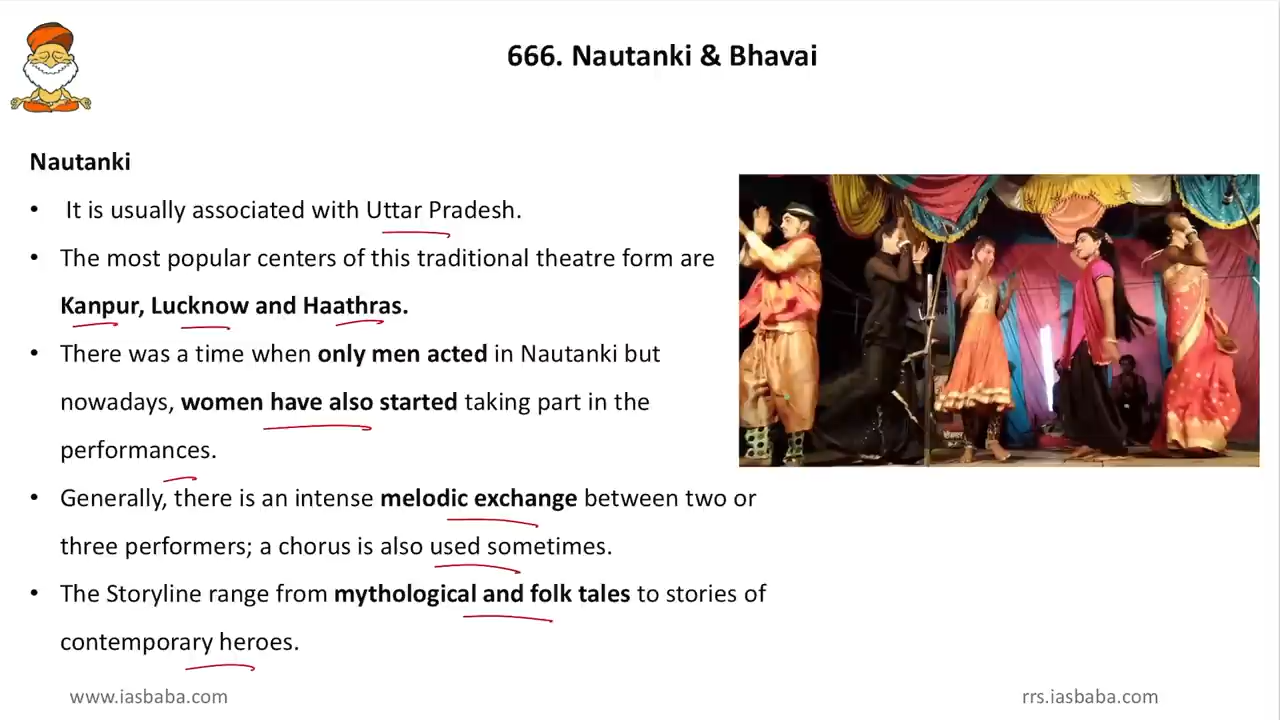 666. Nautanki & Bhavai
Nautanki
• It is usually associated with Uttar Pradesh.
• The most popular centers of this traditional theatre form are
Kanpur, Lucknow and Haathras.
• There was a time when only men acted in Nautanki but
nowadays, women have also started taking part in the
performances.
• Generally, there is an intense melodic exchange between two or
three performers; a chorus is also used sometimes.
• The Storyline range from mythological and folk tales to stories of
contemporary heroes.
www.iasbaba.com
rrs.iasbaba.com